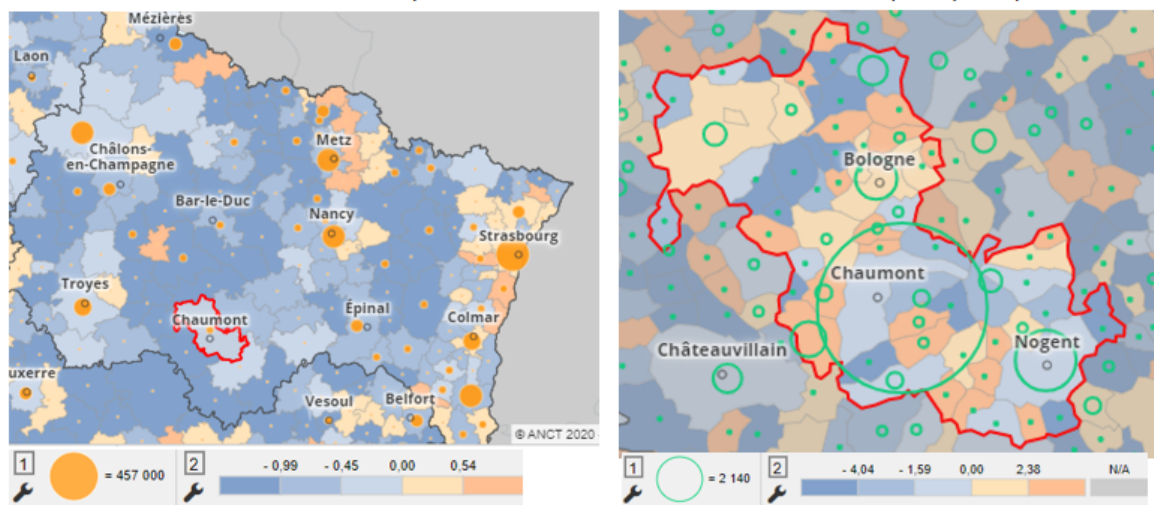 Mézières
Laon
Châlons-
en-Champagne
Metz
Bar-le-Duc
Nancy
Strasbourg
Troyes
Chaumont
Épinal
Colmar
uxerre
Vesoul
Belfort
© ANCT 2020 -
1
= 457 000
2
- 0,99 - 0,45 0,00 0,54
Bologne
Chaumont
Châteauvillain
Nogent
1
= 2 140
2
- 4,04 - 1,59 0,00 2,38 N/A